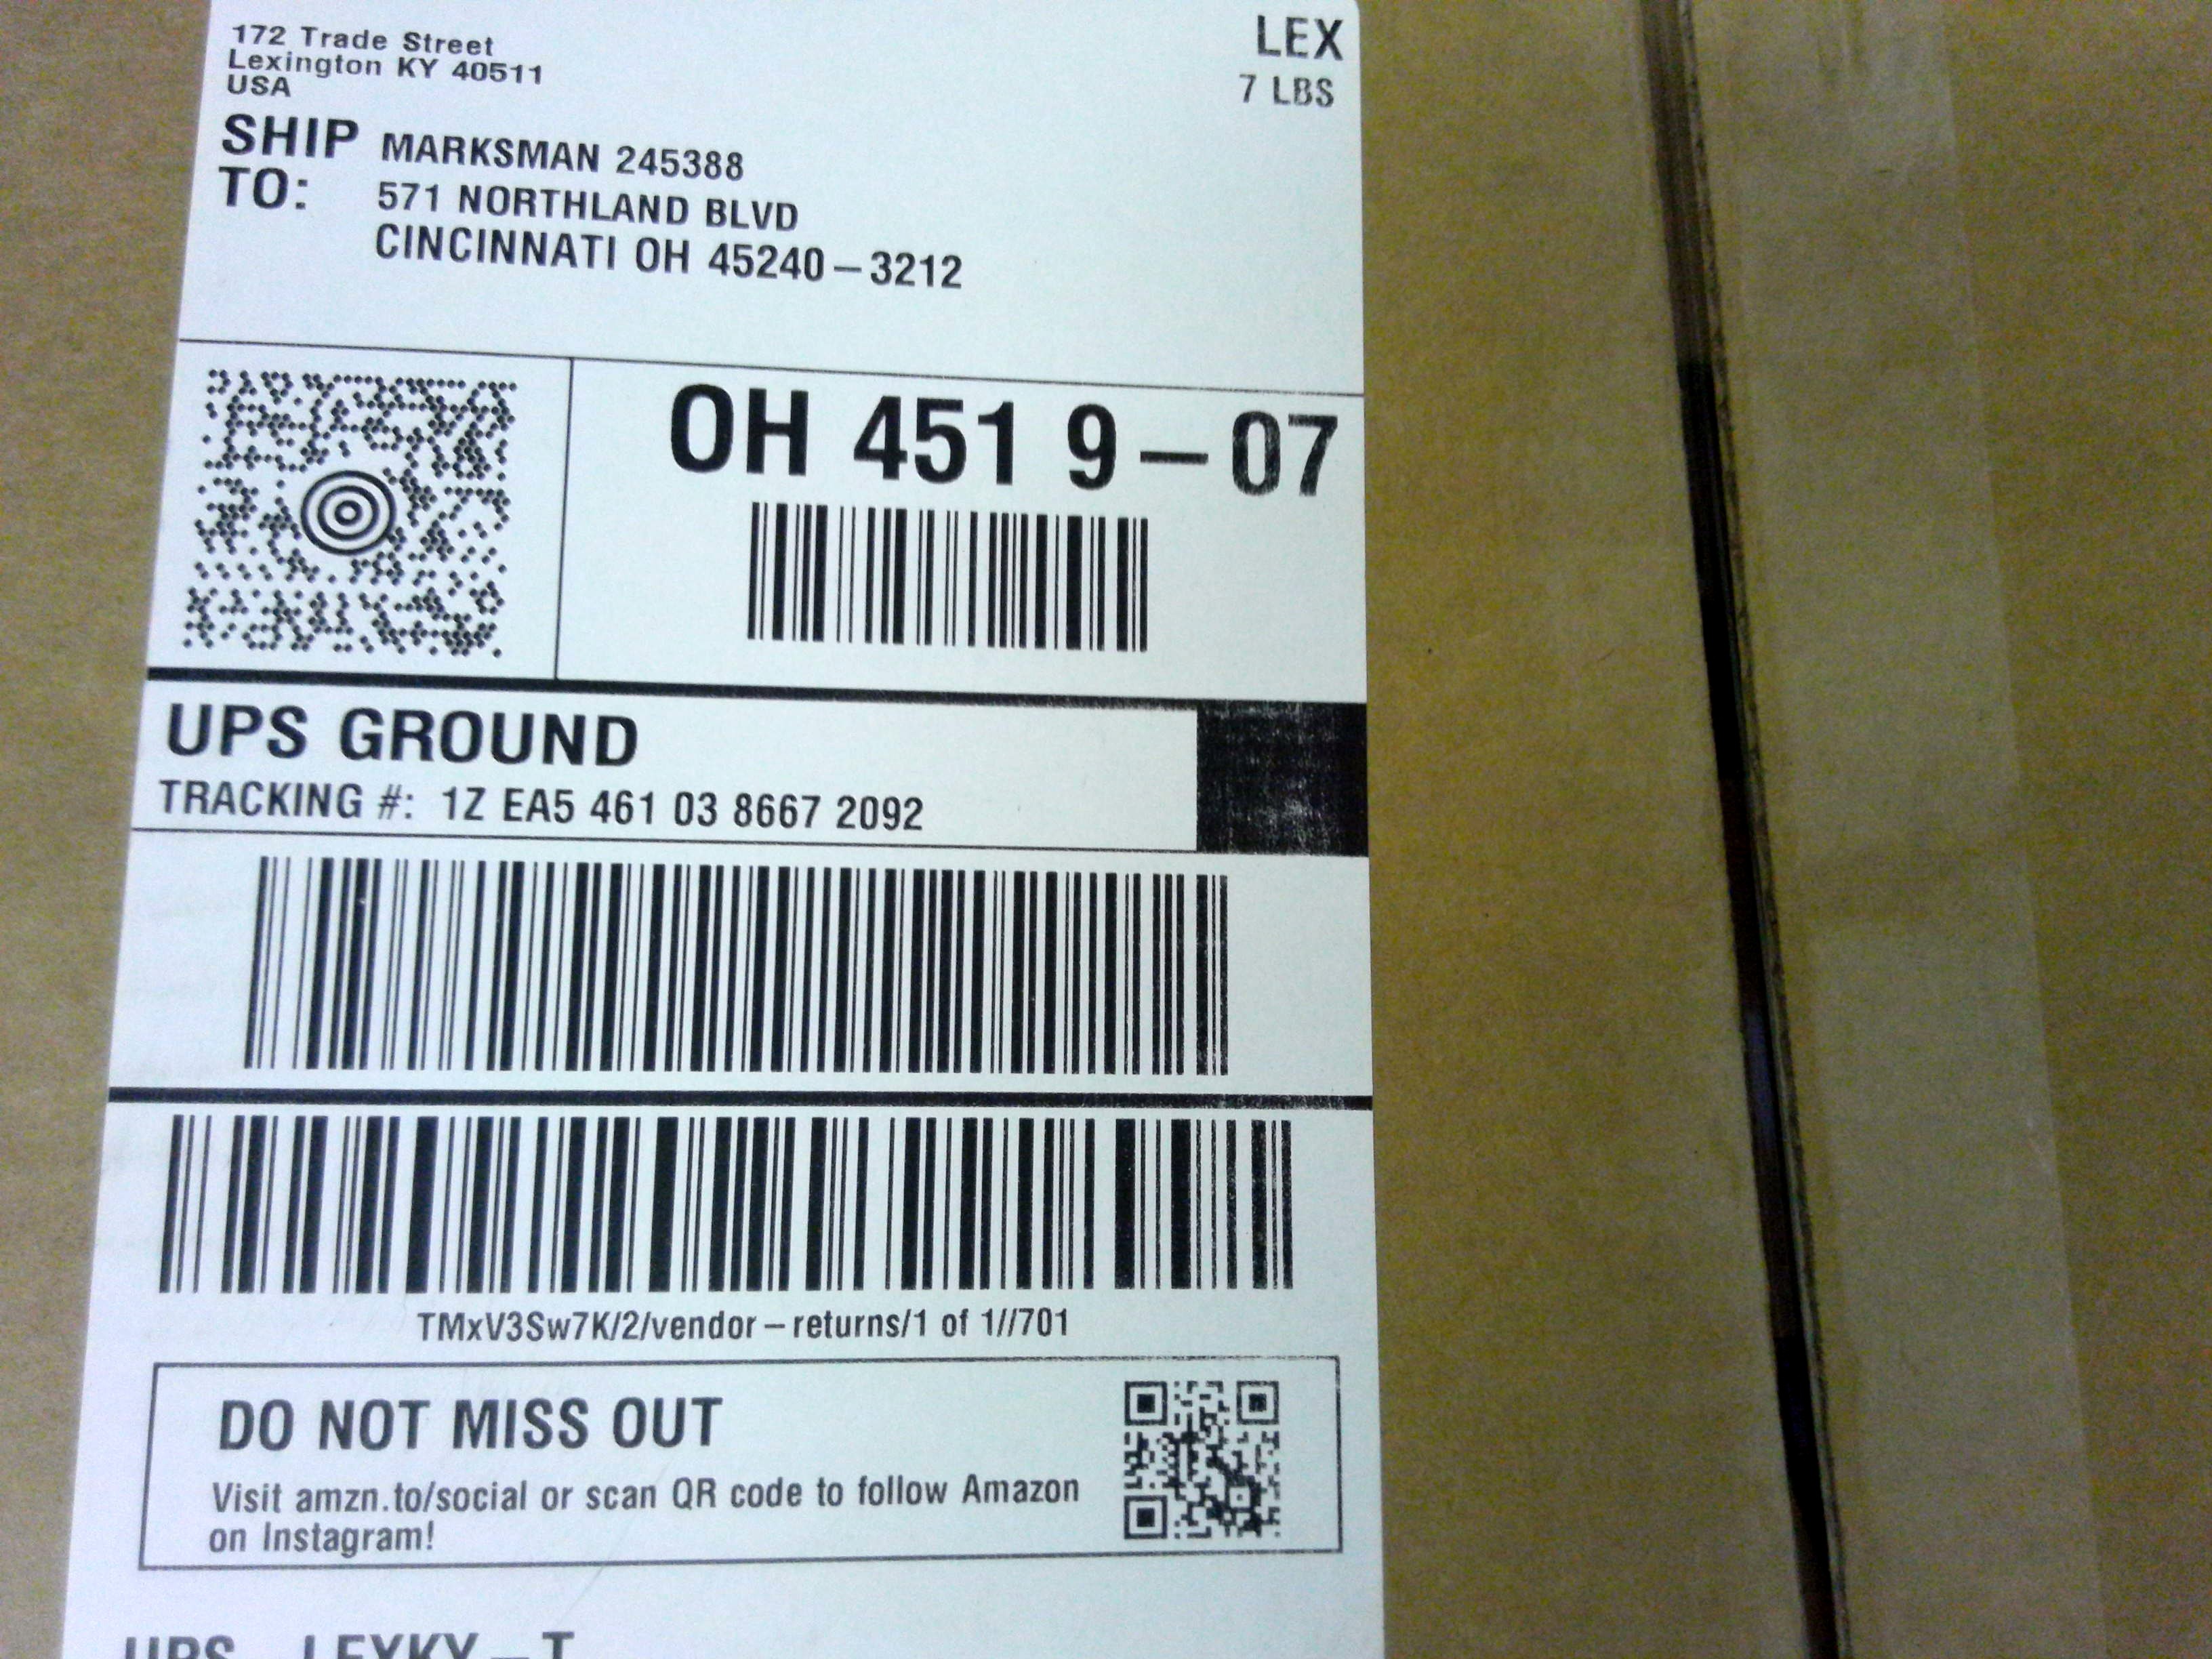 172 Trade Street
Lexington KY 40511
USA
LEX
7 LBS
SHIP TO:
MARKSMAN 245388
571 NORTHLAND BLVD
CINCINNATI OH 45240-3212
OH 451 9-07
UPS GROUND
TRACKING #: 1Z EA5 461 03 8667 2092
TMxV3Sw7K/2/vendor-returns/1 of 1//701
DO NOT MISS OUT
Visit amzn.to/social or scan QR code to follow Amazon
on Instagram!
UPS LEXKY-T